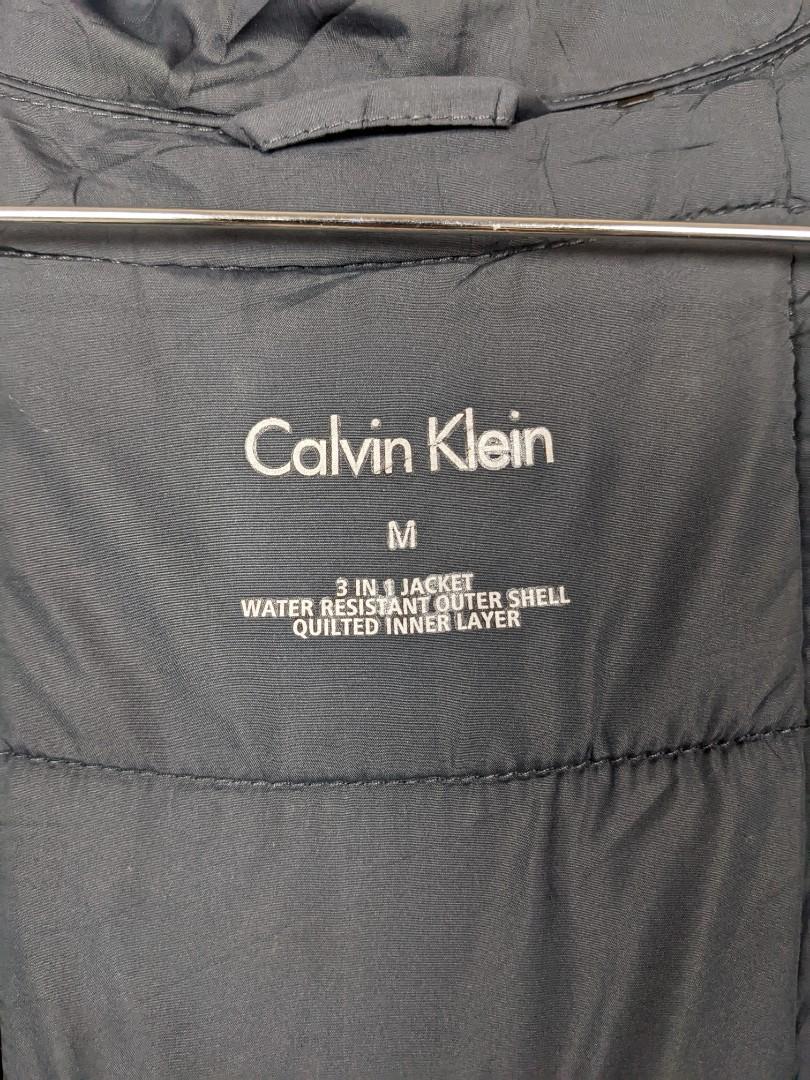 Calvin Klein
M
3 IN 1 JACKET
WATER RESISTANT OUTER SHELL
QUILTED INNER LAYER